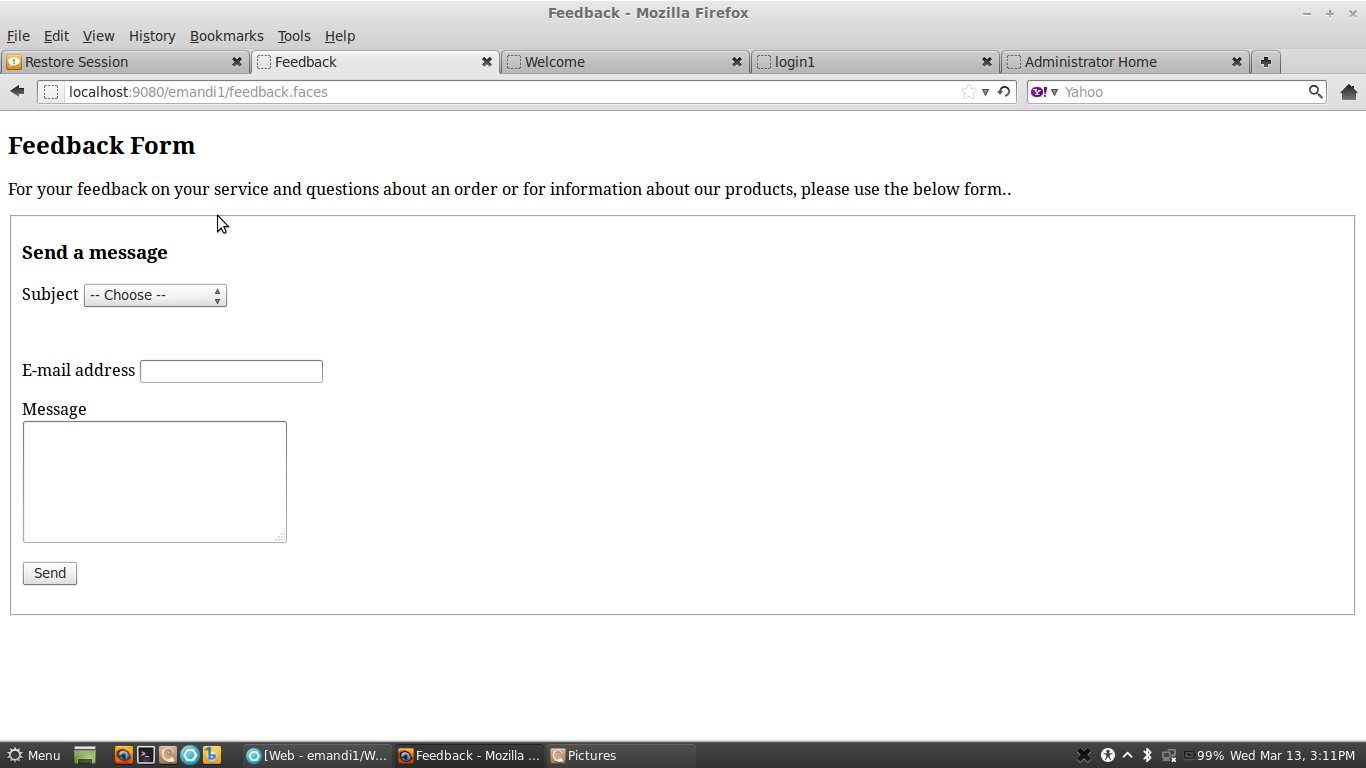 Feedback - Mozilla Firefox
File Edit View History Bookmarks Tools Help
Restore Session Feedback Welcome login1 Administrator Home
localhost:9080/emandi1/feedback.faces Yahoo
Feedback Form
For your feedback on your service and questions about an order or for information about our products, please use the below form..
Send a message
Subject -- Choose --
E-mail address
Message
Send
Menu [Web - emandi1/W... Feedback - Mozilla ... Pictures 99% Wed Mar 13, 3:11PM